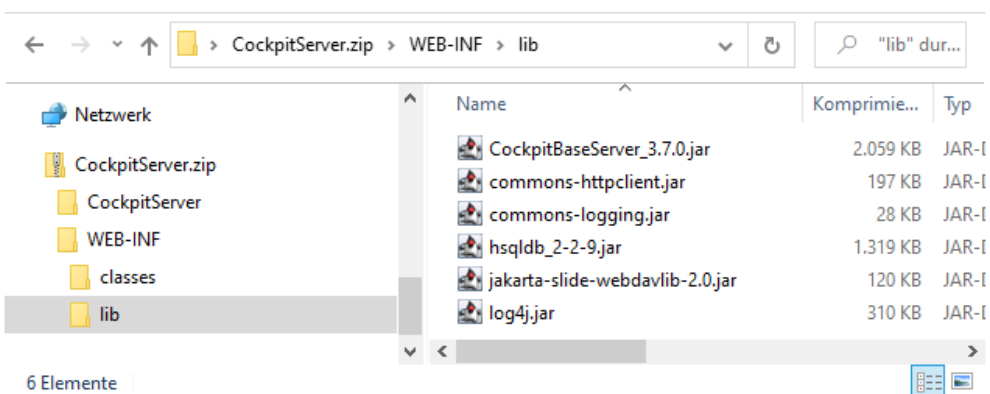 CockpitServer.zip > WEB-INF > lib
"lib" dur...
Netzwerk
CockpitServer.zip
CockpitServer
WEB-INF
classes
lib
Name Komprimie... Typ
CockpitBaseServer_3.7.0.jar 2.059 KB JAR-D
commons-httpclient.jar 197 KB JAR-D
commons-logging.jar 28 KB JAR-D
hsqldb_2-2-9.jar 1.319 KB JAR-D
jakarta-slide-webdavlib-2.0.jar 120 KB JAR-D
log4j.jar 310 KB JAR-D
6 Elemente